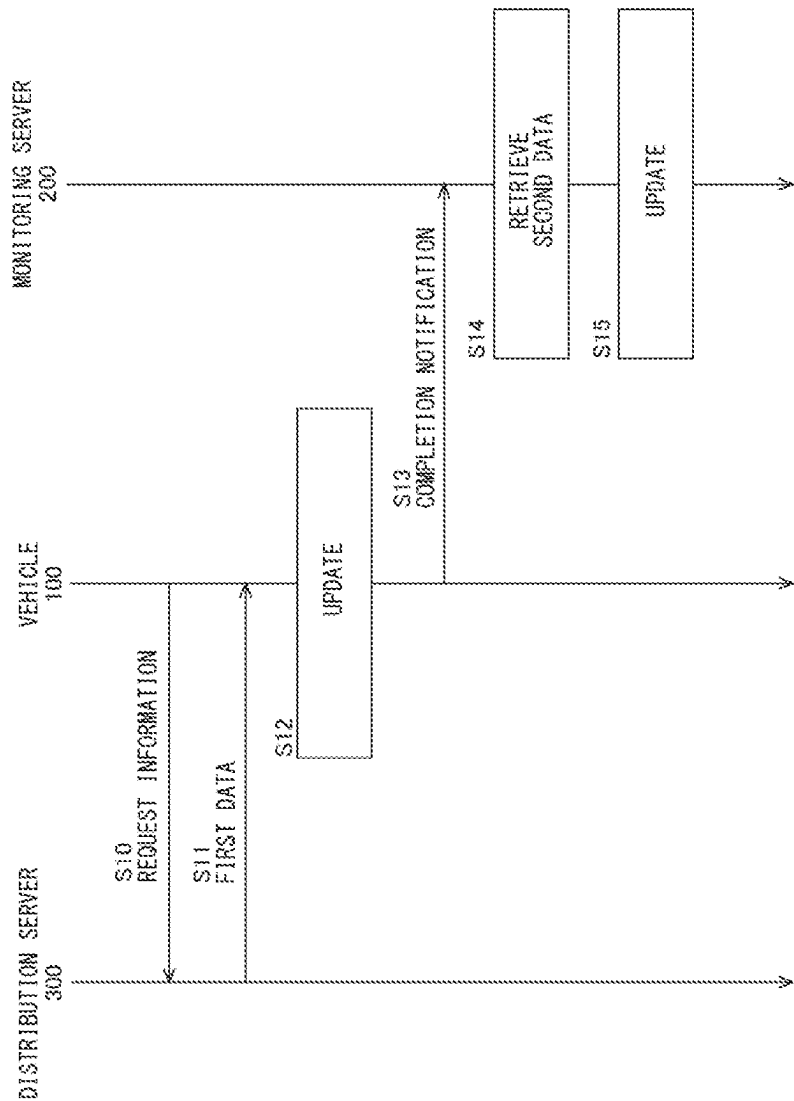 DISTRIBUTION SERVER
300
VEHICLE
100
MONITORING SERVER
200
S10
REQUEST INFORMATION
S11
FIRST DATA
S12
UPDATE
S13
COMPLETION NOTIFICATION
S14
RETRIEVE
SECOND DATA
S15
UPDATE